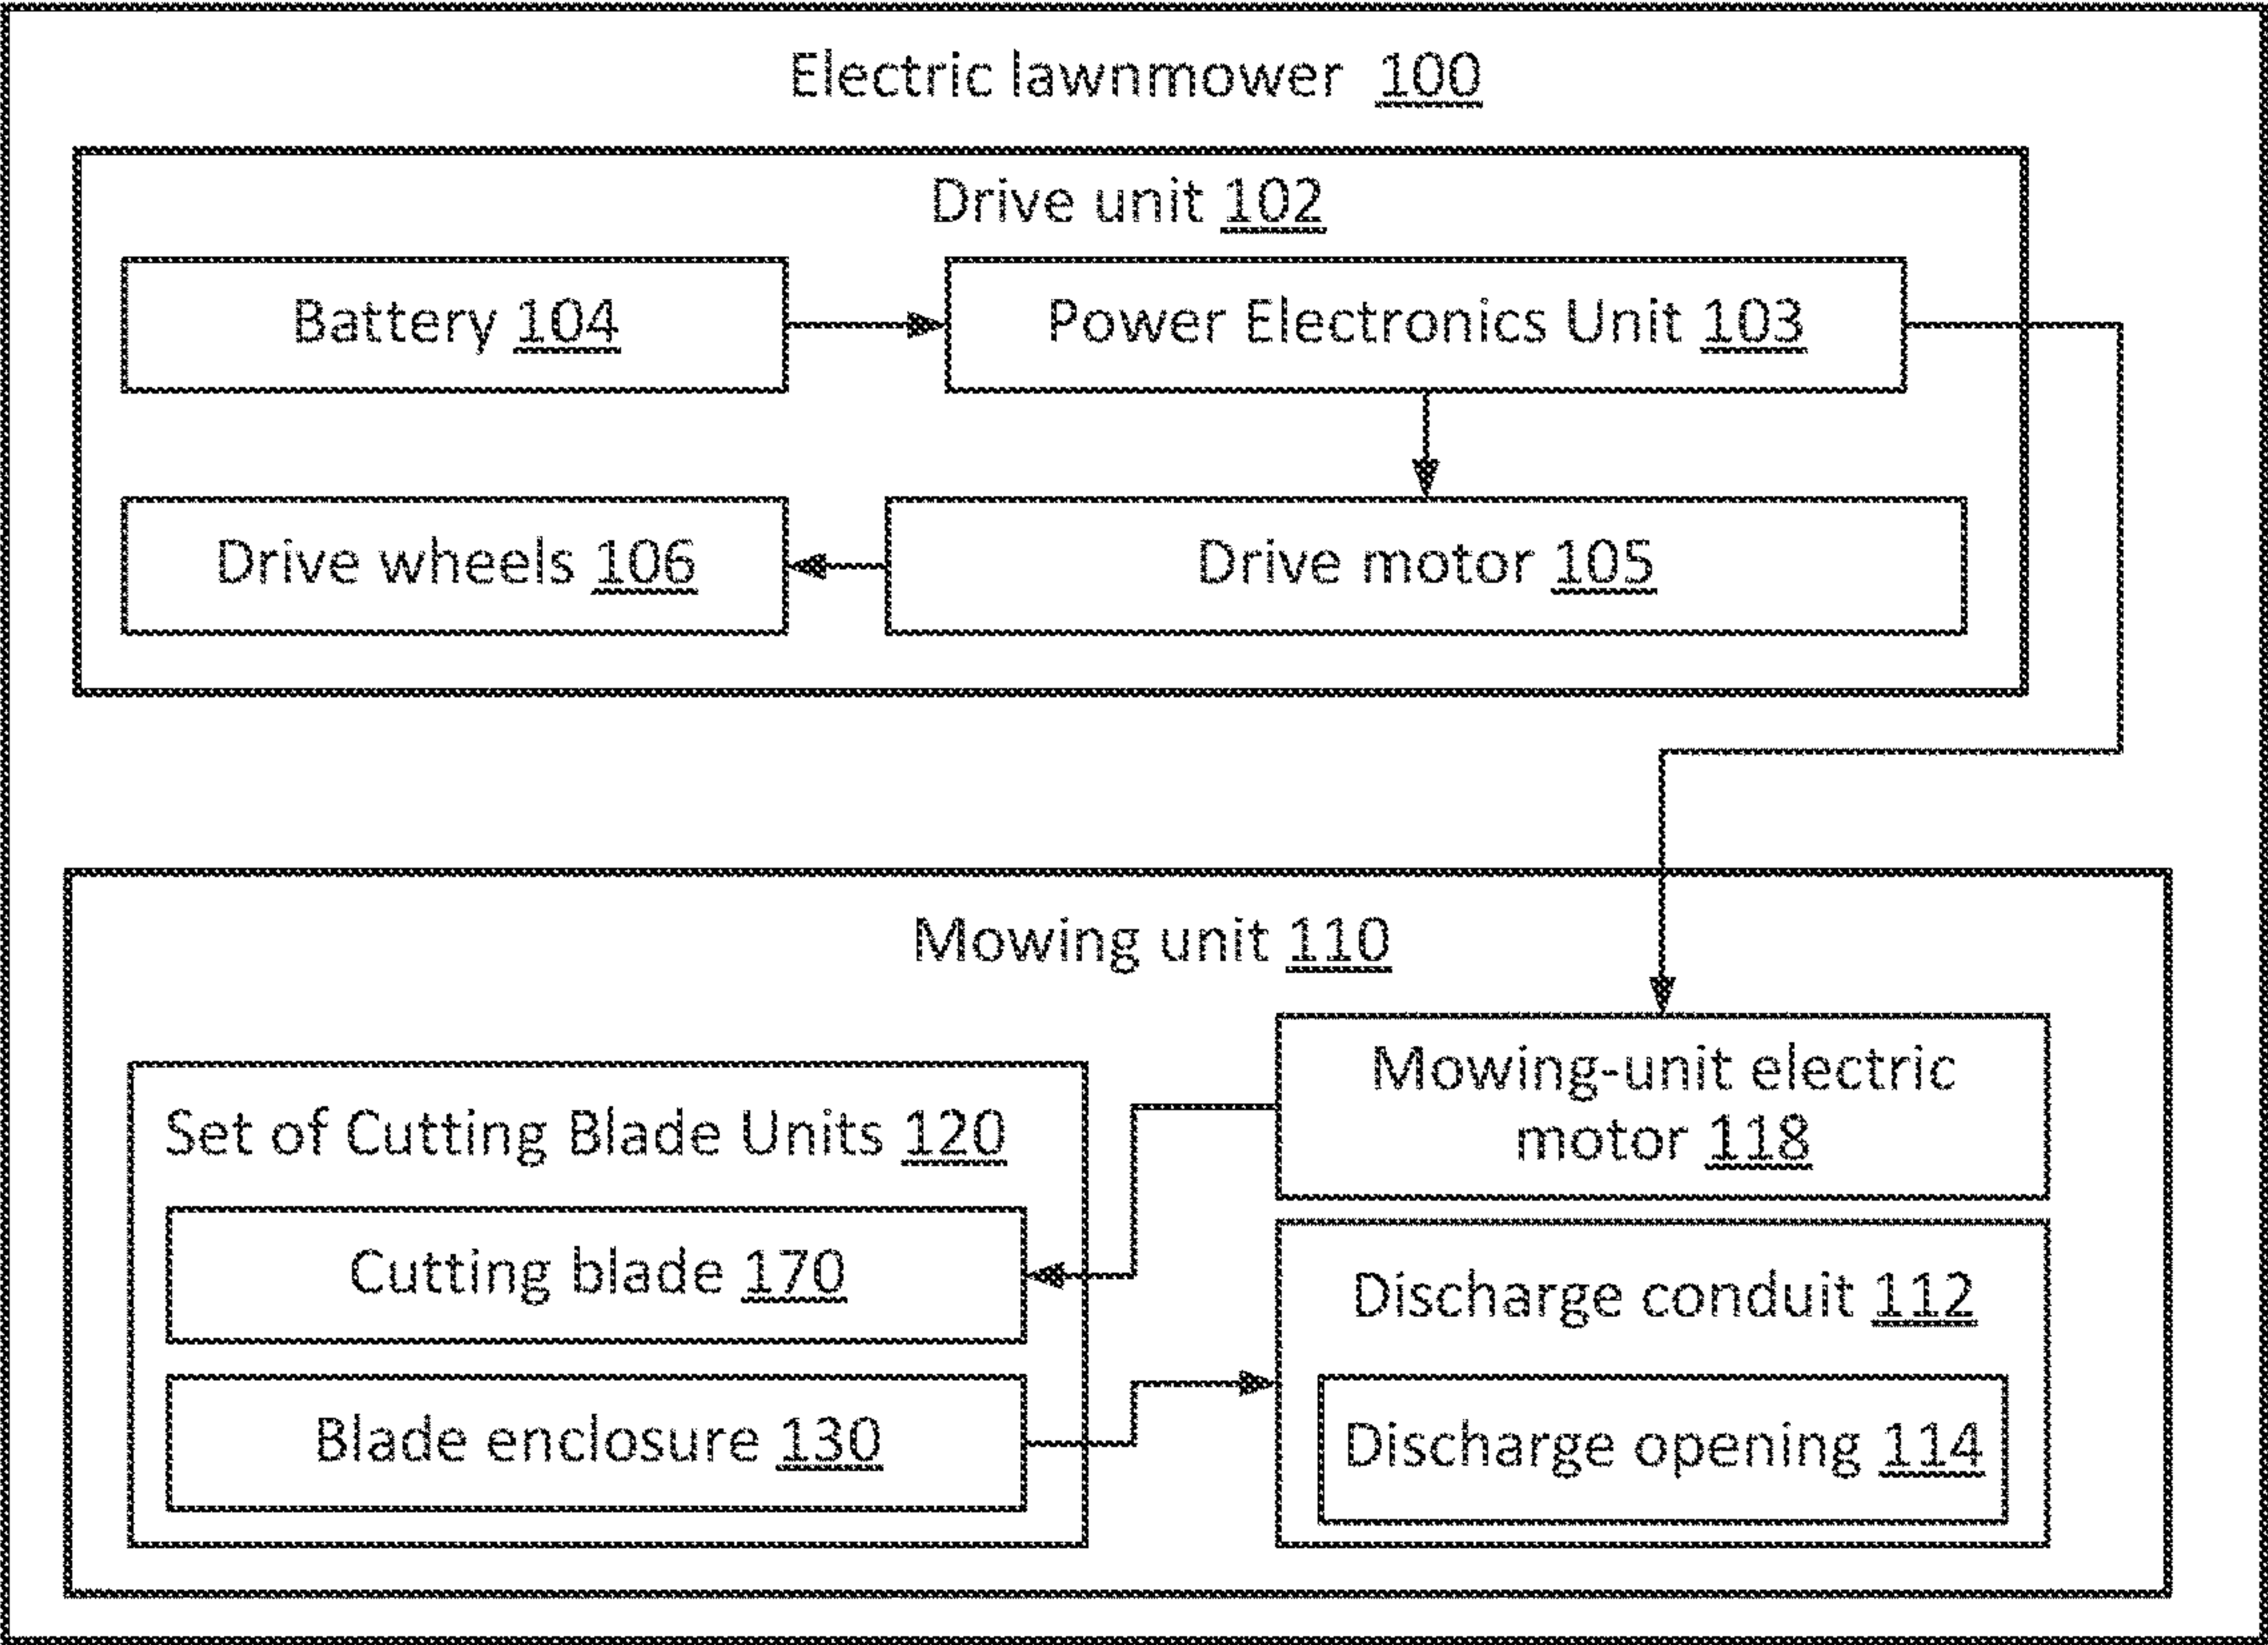 Electric lawnmower 100
Drive unit 102
Battery 104
Power Electronics Unit 103
Drive wheels 106
Drive motor 105
Mowing unit 110
Mowing-unit electric
motor 118
Set of Cutting Blade Units 120
Cutting blade 170
Blade enclosure 130
Discharge conduit 112
Discharge opening 114